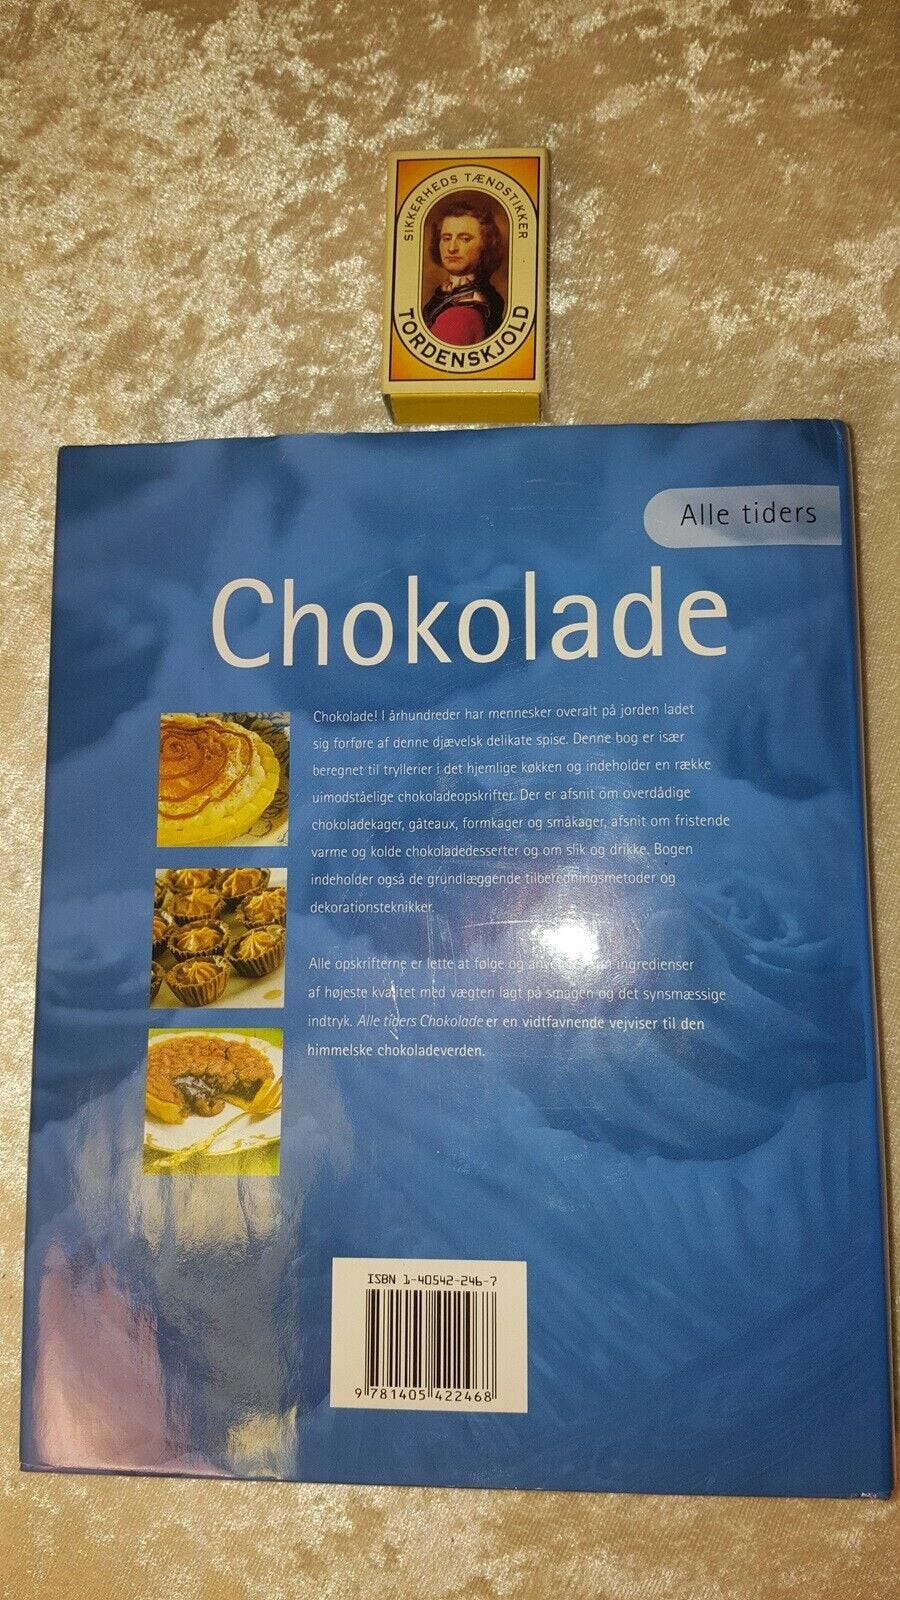 SIKKERHEDS TÆNDSTIKKER
TORDENSKJOLD
Alle tiders
Chokolade
Chokolade! I århundreder har mennesker overalt på jorden ladet
sig forføre af denne djævelsk delikate spise. Denne bog er især
beregnet til tryllerier i det hjemlige køkken og indeholder en række
uimodståelige chokoladeopskrifter. Der er afsnit om overdådige
chokoladekager, gâteaux, formkager og småkager, afsnit om fristende
varme og kolde chokoladedesserter og om slik og drikke. Bogen
indeholder også de grundlæggende tilberedningsmetoder og
dekorationsteknikker.
Alle opskrifterne er lette at følge og ingredienser
af højeste kvalitet med vægten lagt på smagen og det synsmæssige
indtryk. Alle tiders Chokolade er en vidtfavnende vejviser til den
himmelske chokoladeverden.
ISBN 1-40542-246-7
9 781405 422468